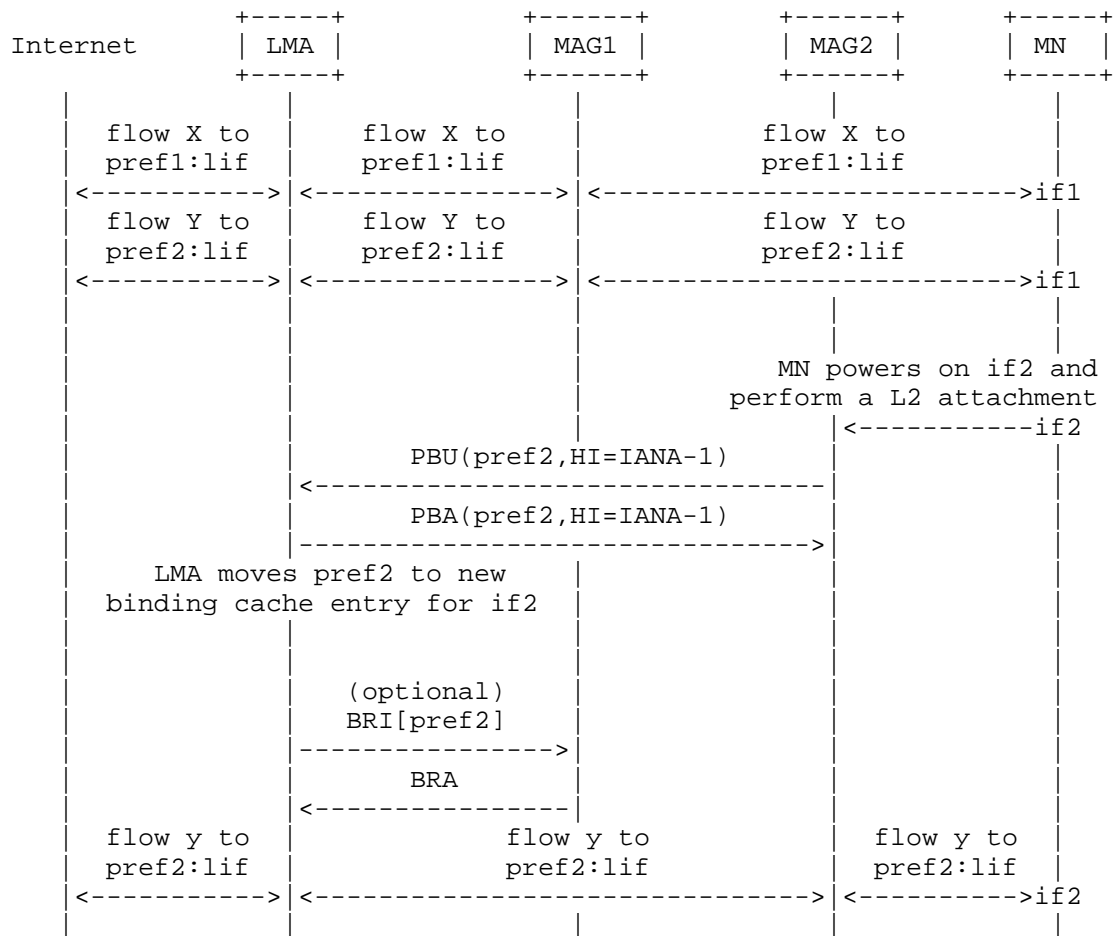 Internet LMA MAG1 MAG2 MN
flow X to flow X to flow X to
pref1:lif pref1:lif pref1:lif
if1
flow Y to flow Y to flow Y to
pref2:lif pref2:lif pref2:lif
if1
MN powers on if2 and
perform a L2 attachment
if2
PBU(pref2,HI=IANA-1)
PBA(pref2,HI=IANA-1)
LMA moves pref2 to new
binding cache entry for if2
(optional)
BRI[pref2]
BRA
flow y to flow y to flow y to
pref2:lif pref2:lif pref2:lif
if2